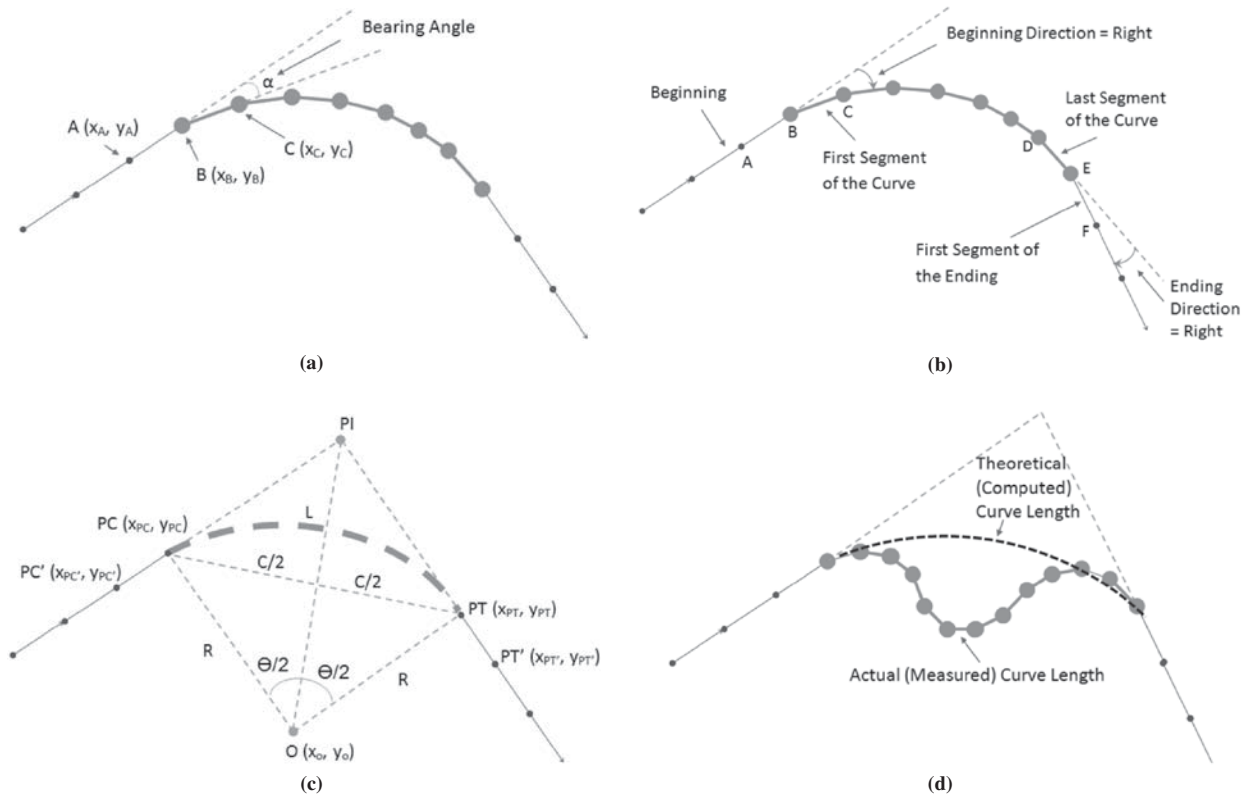 Bearing Angle
α
A (xA, yA)
B (xB, yB)
C (xC, yC)
(a)
Beginning Direction = Right
Beginning
A
B
C
First Segment
of the Curve
Last Segment
of the Curve
D
E
F
First Segment of
the Ending
Ending
Direction
= Right
(b)
PI
PC (xPC, yPC)
L
PC' (xPC', yPC')
C/2
C/2
PT (xPT, yPT)
PT' (xPT', yPT')
R
Θ/2
Θ/2
R
O (xo, yo)
(c)
Theoretical
(Computed)
Curve Length
Actual (Measured) Curve Length
(d)